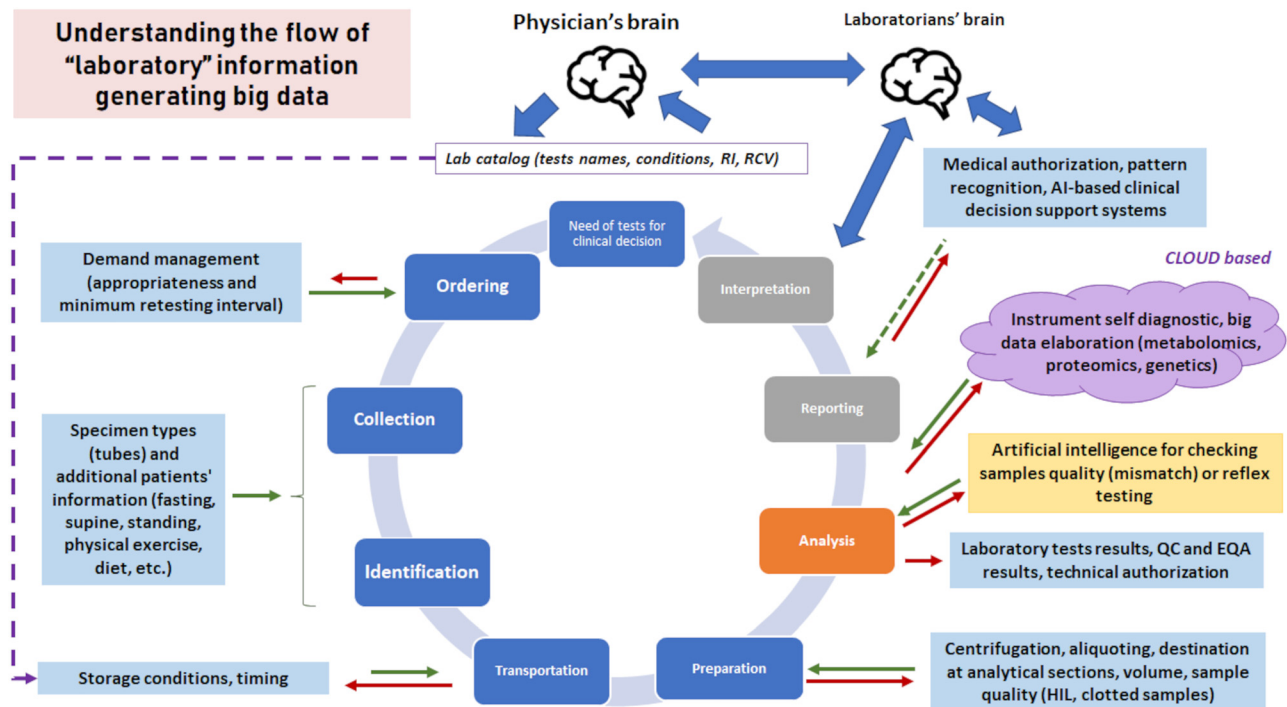 Understanding the flow of
“laboratory” information
generating big data
Physician’s brain
Laboratorians’ brain
Lab catalog (tests names, conditions, RI, RCV)
Medical authorization, pattern
recognition, AI-based clinical
decision support systems
Need of tests for
clinical decision
Demand management
(appropriateness and
minimum retesting interval)
Ordering
Interpretation
CLOUD based
Instrument self diagnostic, big
data elaboration (metabolomics,
proteomics, genetics)
Collection
Reporting
Specimen types
(tubes) and
additional patients'
information (fasting,
supine, standing,
physical exercise,
diet, etc.)
Artificial intelligence for checking
samples quality (mismatch) or reflex
testing
Analysis
Identification
Laboratory tests results, QC and EQA
results, technical authorization
Storage conditions, timing
Transportation
Preparation
Centrifugation, aliquoting, destination
at analytical sections, volume, sample
quality (HIL, clotted samples)